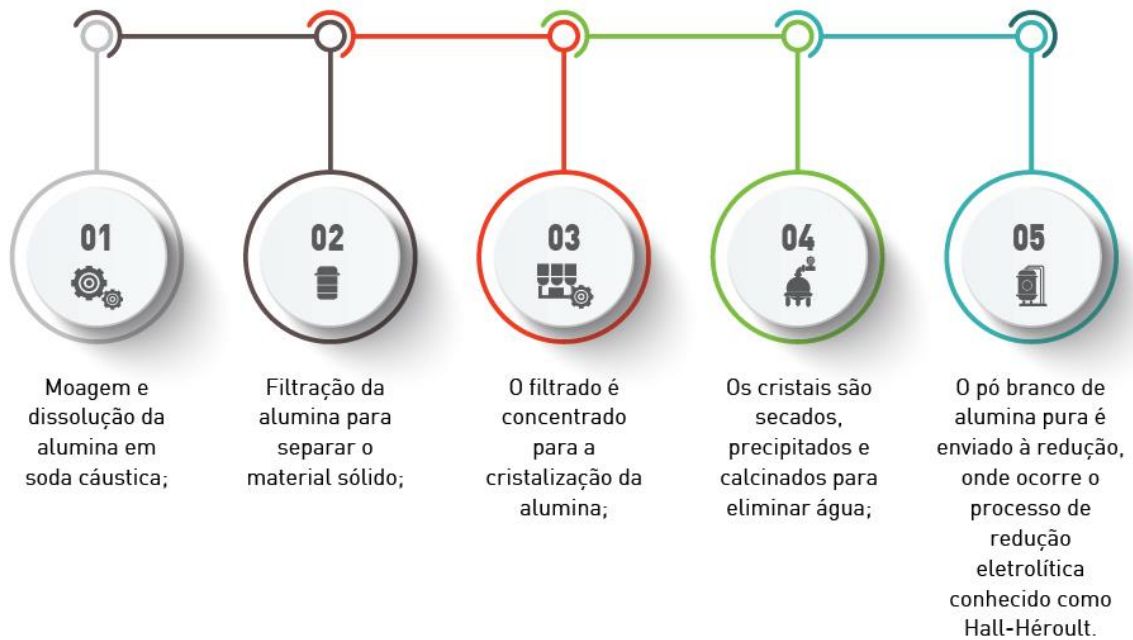 01
Moagem e
dissolução da
alumina em
soda cáustica;
02
Filtração da
alumina para
separar o
material sólido;
03
O filtrado é
concentrado
para a
cristalização da
alumina;
04
Os cristais são
secados,
precipitados e
calcinados para
eliminar água;
05
O pó branco de
alumina pura é
enviado à redução,
onde ocorre o
processo de
redução
eletrolítica
conhecido como
Hall-Héroult.